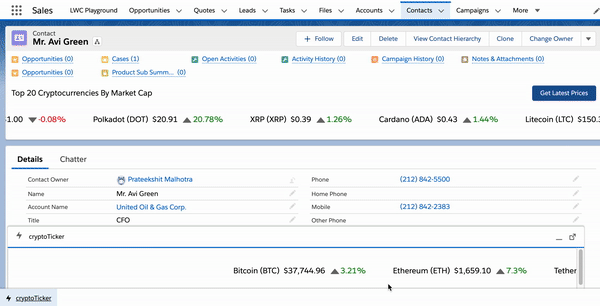 Sales LWC Playground Opportunities Quotes Leads Tasks Files Accounts Contacts Campaigns More
Contact
Mr. Avi Green
+ Follow Edit Delete View Contact Hierarchy Clone Change Owner
Opportunities (0) Cases (1) Open Activities (0) Activity History (0) Campaign History (0) Notes & Attachments (0)
Opportunities (0) Product Sub Summ... (0)
Top 20 Cryptocurrencies By Market Cap
Get Latest Prices
1.00 -0.08% Polkadot (DOT) $20.91 20.78% XRP (XRP) $0.39 1.26% Cardano (ADA) $0.43 1.44% Litecoin (LTC) $150.
Details Chatter
Contact Owner Prateekshit Malhotra Phone (212) 842-5500
Name Mr. Avi Green Home Phone
Account Name United Oil & Gas Corp. Mobile (212) 842-2383
Title CFO Other Phone
cryptoTicker
Bitcoin (BTC) $37,744.96 3.21% Ethereum (ETH) $1,659.10 7.3% Tether
cryptoTicker